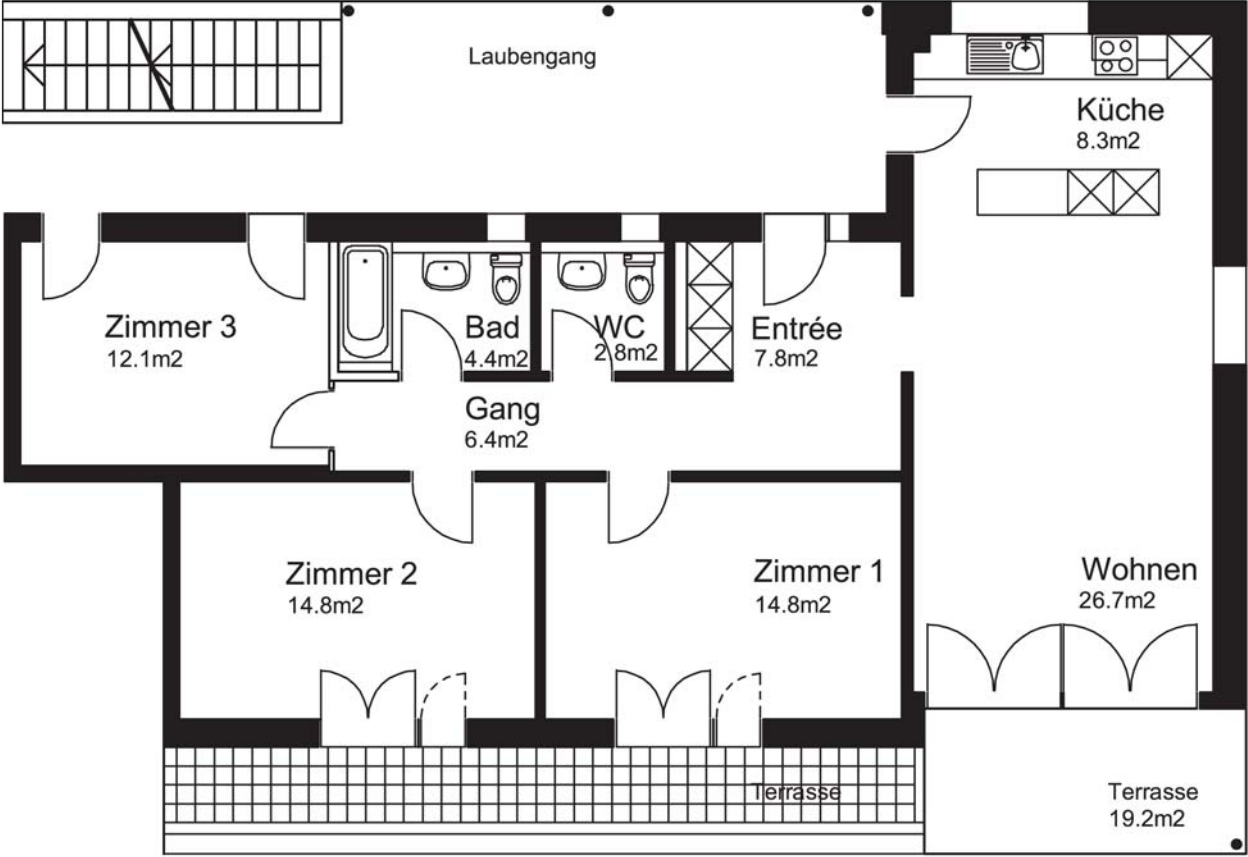 Laubengang
Küche
8.3m2
Zimmer 3
12.1m2
Bad
4.4m2
WC
2.8m2
Entrée
7.8m2
Gang
6.4m2
Zimmer 2
14.8m2
Zimmer 1
14.8m2
Wohnen
26.7m2
Terrasse
Terrasse
19.2m2